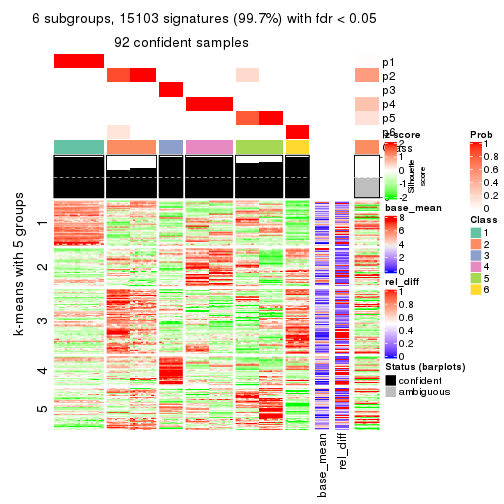 6 subgroups, 15103 signatures (99.7%) with fdr < 0.05
92 confident samples
p1
p2
p3
p4
p5
p6
Class
Silhouette
score
k-means with 5 groups
1
2
3
4
5
base_mean
rel_diff
z-score
2
1
0
-1
-2
base_mean
8
6
4
2
0
rel_diff
1
0.8
0.6
0.4
0.2
0
Status (barplots)
confident
ambiguous
Prob
1
0.8
0.6
0.4
0.2
0
Class
1
2
3
4
5
6